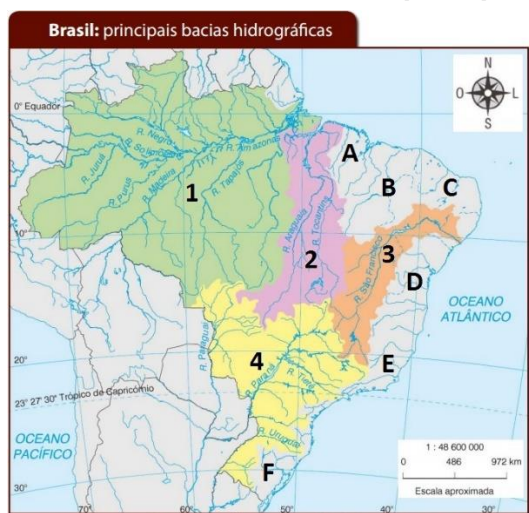 Brasil: principais bacias hidrográficas
N
O
L
S
0° Equador
R. Negro
R. Solimões
R. Amazonas
R. Juruá
R. Purus
R. Madeira
R. Tapajós
1
A
B
C
R. Araguaia
R. Tocantins
10°
2
3
R. São Francisco
D
OCEANO
ATLÂNTICO
R. Paraguai
4
E
20°
R. Paraná
R. Tietê
23° 27' 30" Trópico de Capricórnio
OCEANO
PACÍFICO
R. Uruguai
F
30°
1 : 48 600 000
0 486 972 km
Escala aproximada
70° 60° 50° 40° 30°